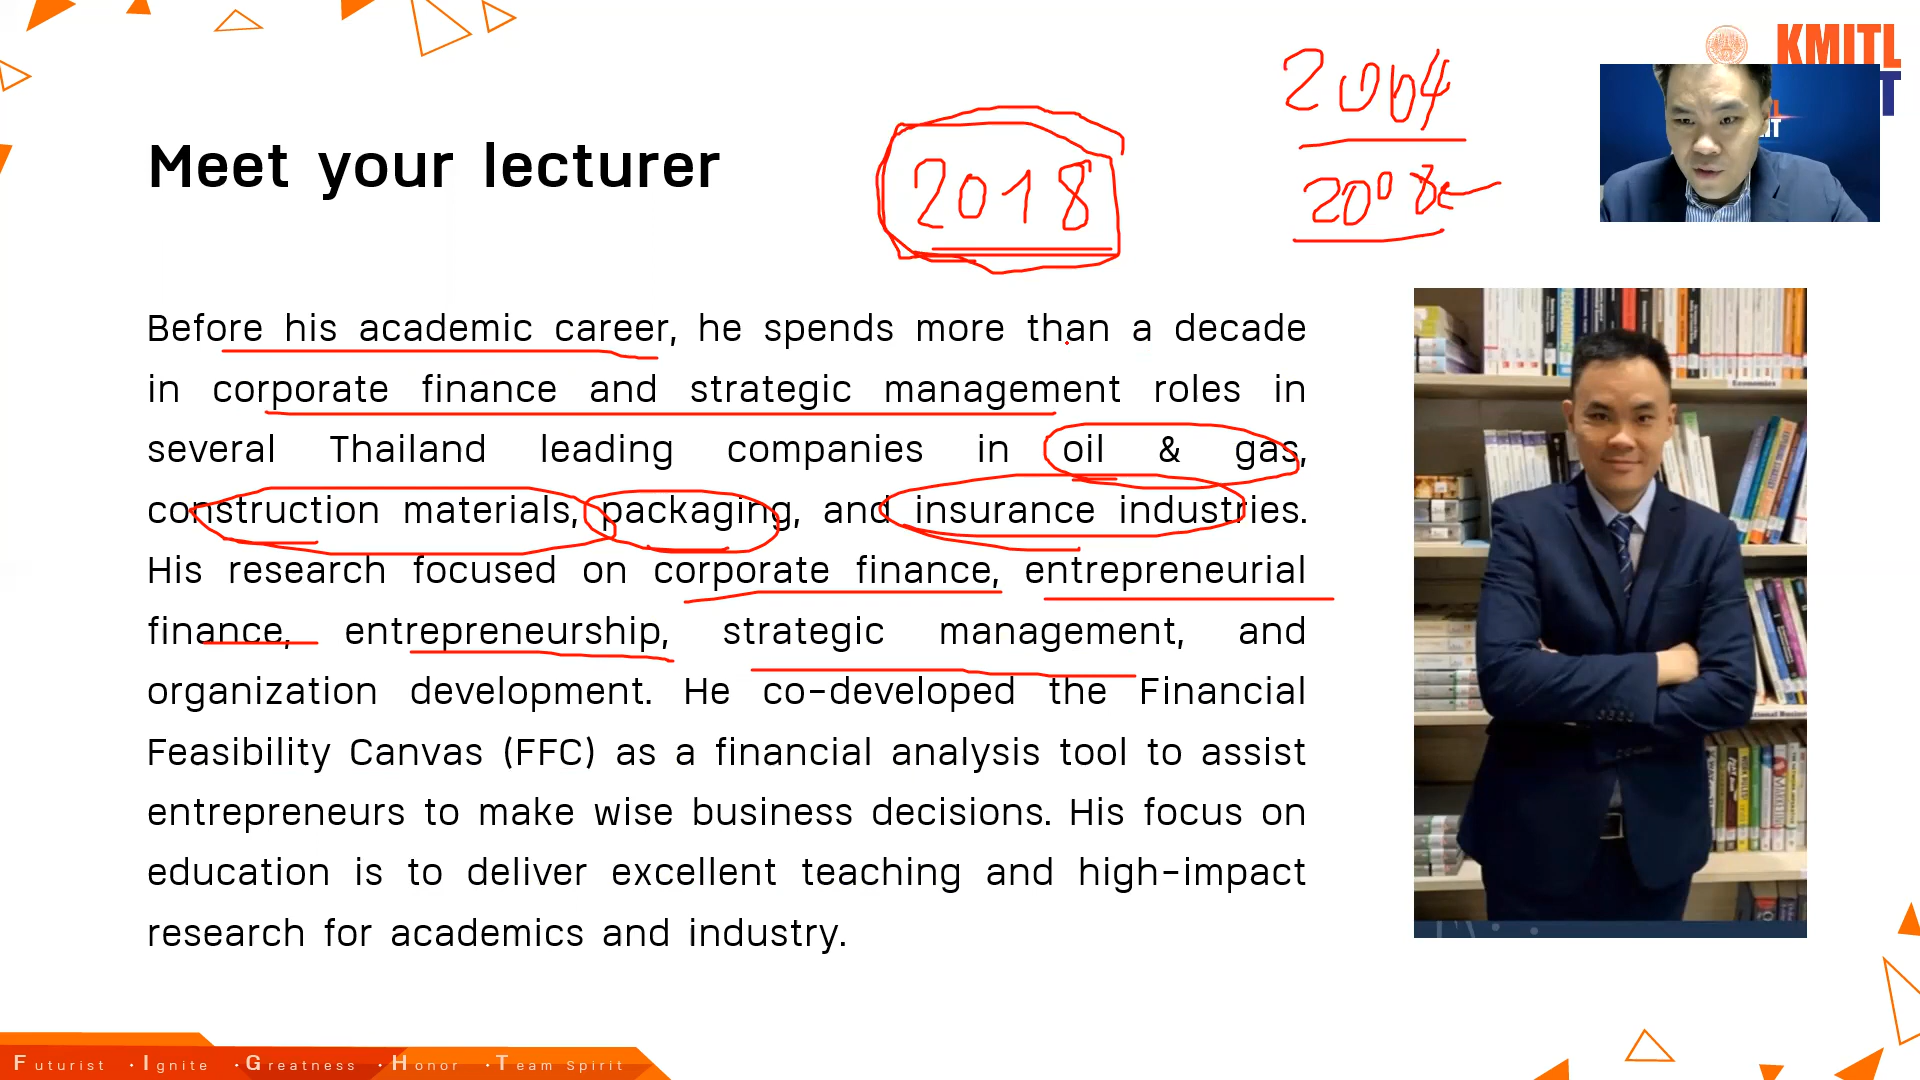 KMITL
2004
2008
2018
Meet your lecturer
Before his academic career, he spends more than a decade
in corporate finance and strategic management roles in
several Thailand leading companies in oil & gas,
construction materials, packaging, and insurance industries.
His research focused on corporate finance, entrepreneurial
finance, entrepreneurship, strategic management, and
organization development. He co-developed the Financial
Feasibility Canvas (FFC) as a financial analysis tool to assist
entrepreneurs to make wise business decisions. His focus on
education is to deliver excellent teaching and high-impact
research for academics and industry.
Economics
Futurist · Ignite · Greatness · Honor · Team Spirit